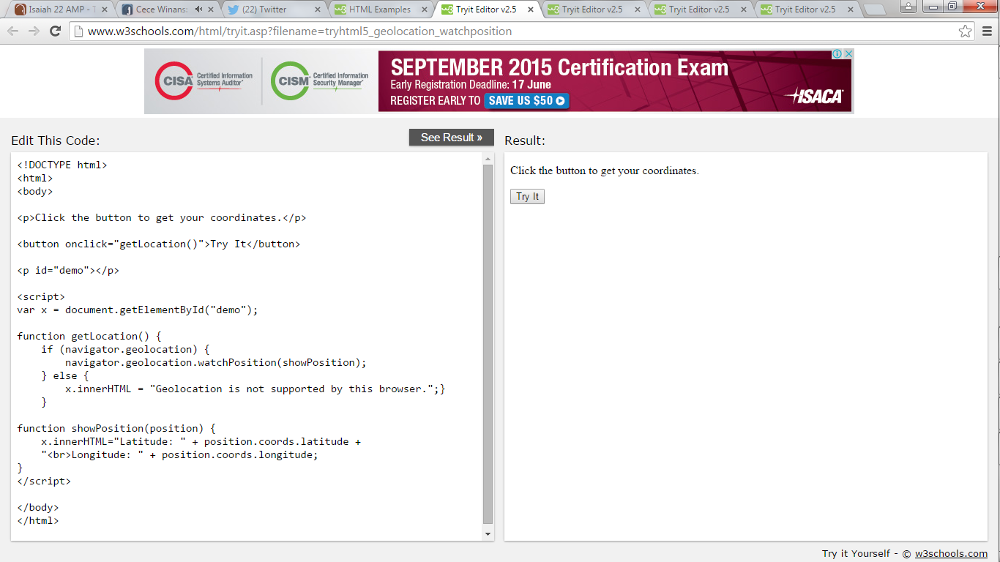 Isaiah 22 AMP - T
Cece Winans:
(22) Twitter
HTML Examples
Tryit Editor v2.5
Tryit Editor v2.5
Tryit Editor v2.5
Tryit Editor v2.5
www.w3schools.com/html/tryit.asp?filename=tryhtml5_geolocation_watchposition
CISA Certified Information Systems Auditor®
CISM Certified Information Security Manager®
SEPTEMBER 2015 Certification Exam
Early Registration Deadline: 17 June
REGISTER EARLY TO SAVE US $50
ISACA®
Edit This Code:
See Result »
Result:
<!DOCTYPE html>
<html>
<body>
<p>Click the button to get your coordinates.</p>
<button onclick="getLocation()">Try It</button>
<p id="demo"></p>
<script>
var x = document.getElementById("demo");
function getLocation() {
    if (navigator.geolocation) {
        navigator.geolocation.watchPosition(showPosition);
    } else {
        x.innerHTML = "Geolocation is not supported by this browser.";}
    }
function showPosition(position) {
    x.innerHTML="Latitude: " + position.coords.latitude +
    "<br>Longitude: " + position.coords.longitude;
}
</script>
</body>
</html>
Click the button to get your coordinates.
Try It
Try it Yourself - © w3schools.com